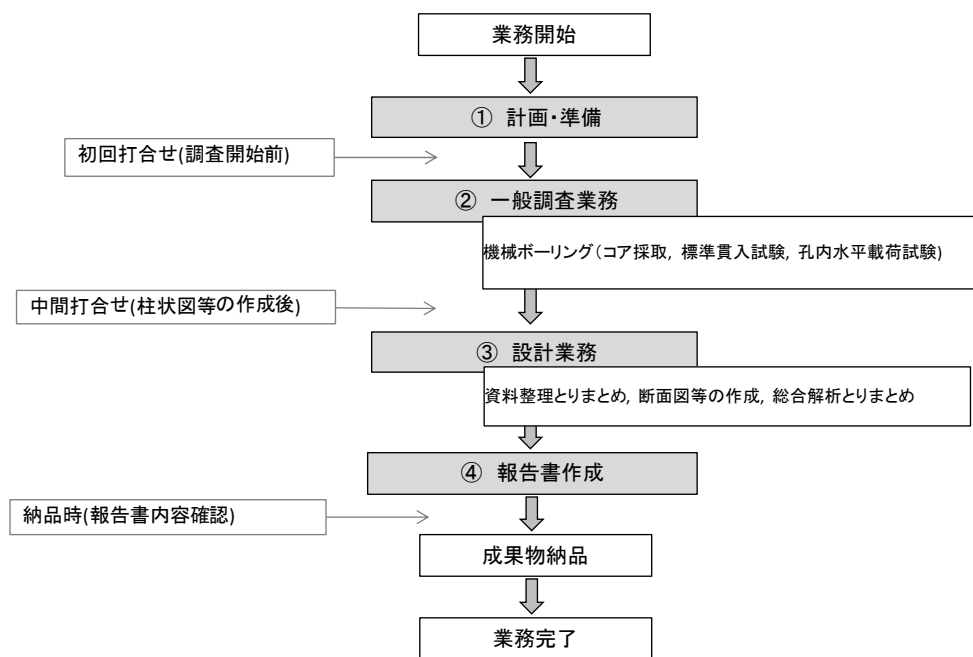 業務開始
① 計画・準備
初回打合せ(調査開始前)
② 一般調査業務
機械ボーリング(コア採取, 標準貫入試験, 孔内水平載荷試験)
中間打合せ(柱状図等の作成後)
③ 設計業務
資料整理とりまとめ, 断面図等の作成, 総合解析とりまとめ
④ 報告書作成
納品時(報告書内容確認)
成果物納品
業務完了